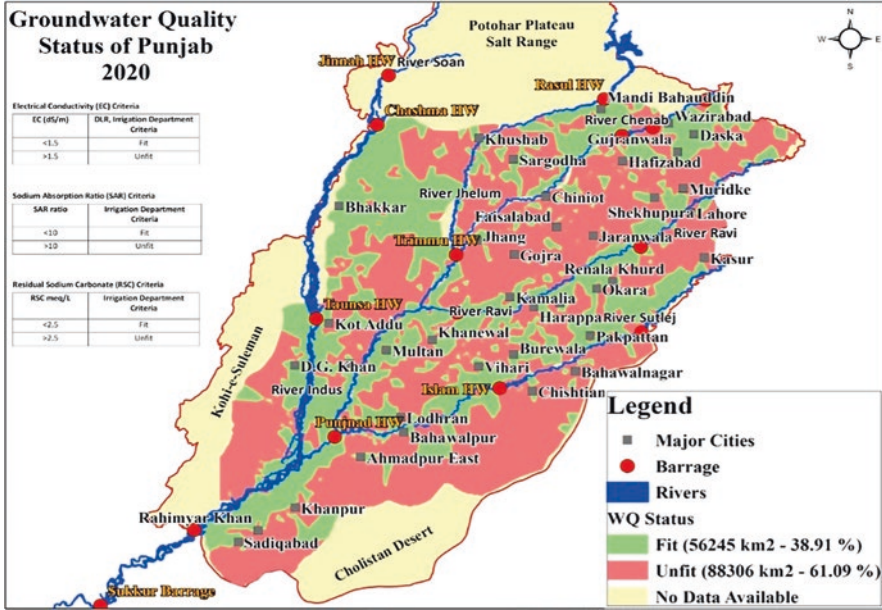 Groundwater Quality
Status of Punjab
2020
Electrical Conductivity (EC) Criteria
EC (dS/m) DLR, Irrigation Department Criteria
<1.5 Fit
>1.5 Unfit
Sodium Absorption Ratio (SAR) Criteria
SAR ratio Irrigation Department Criteria
<10 Fit
>10 Unfit
Residual Sodium Carbonate (RSC) Criteria
RSC meq/L Irrigation Department Criteria
<2.5 Fit
>2.5 Unfit
Potohar Plateau
Salt Range
N
W E
S
Jinnah HW
River Soan
Chashma HW
Rasul HW
Mandi Bahauddin
River Chenab
Wazirabad
Gujranwala
Daska
Khushab
Sargodha
Hafizabad
River Jhelum
Chiniot
Muridke
Bhakkar
Faisalabad
Shekhupura
Lahore
Trimmu HW
Jhang
Jaranwala
River Ravi
Gojra
Renala Khurd
Kasur
Okara
Taunsa HW
Kamalia
River Ravi
Harappa
River Sutlej
Kot Addu
Khanewal
Pakpattan
Multan
Burewala
Kohi-e-Suleman
D.G. Khan
Vihari
Bahawalnagar
River Indus
Islam HW
Chishtian
Punjnad HW
Lodhran
Bahawalpur
Ahmadpur East
Khanpur
Rahimyar Khan
Sadiqabad
Cholistan Desert
Sukkur Barrage
Legend
Major Cities
Barrage
Rivers
WQ Status
Fit (56245 km2 - 38.91 %)
Unfit (88306 km2 - 61.09 %)
No Data Available